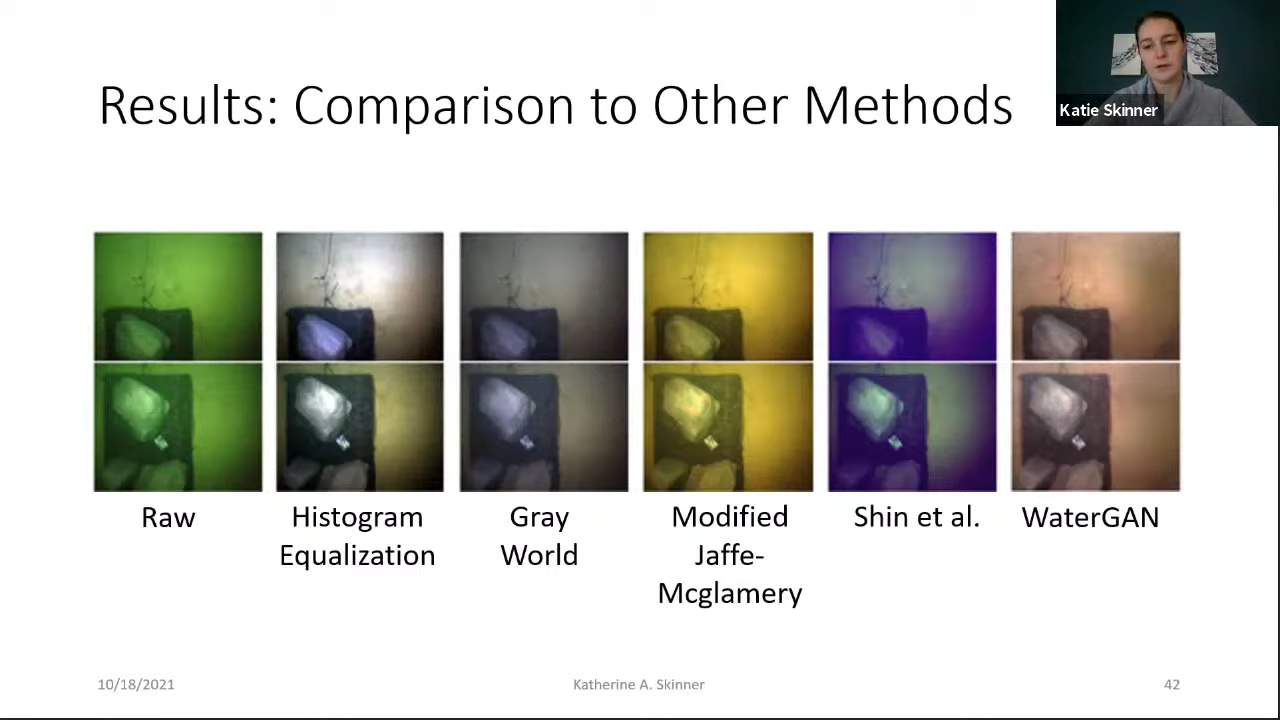 Results: Comparison to Other Methods
Katie Skinner
Raw
Histogram
Equalization
Gray
World
Modified
Jaffe-
Mcglamery
Shin et al.
WaterGAN
10/18/2021
Katherine A. Skinner
42